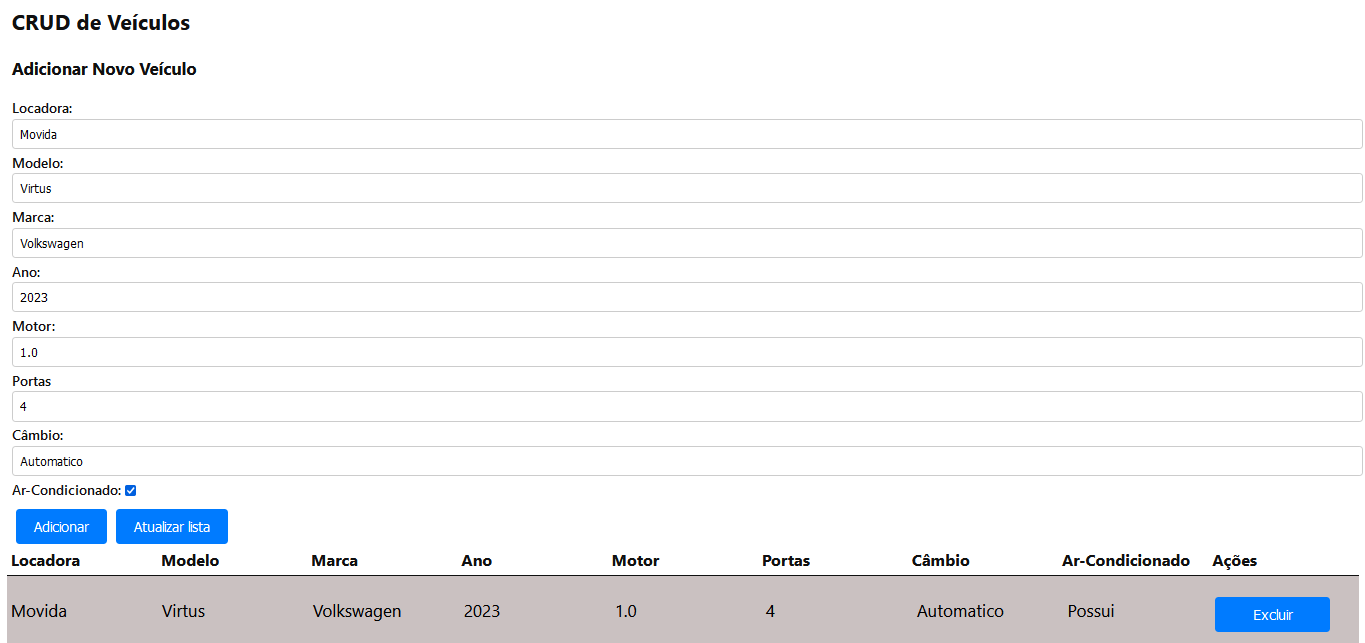 CRUD de Veículos
Adicionar Novo Veículo
Locadora:
Movida
Modelo:
Virtus
Marca:
Volkswagen
Ano:
2023
Motor:
1.0
Portas
4
Câmbio:
Automatico
Ar-Condicionado:
Adicionar Atualizar lista
Locadora Modelo Marca Ano Motor Portas Câmbio Ar-Condicionado Ações
Movida Virtus Volkswagen 2023 1.0 4 Automatico Possui Excluir